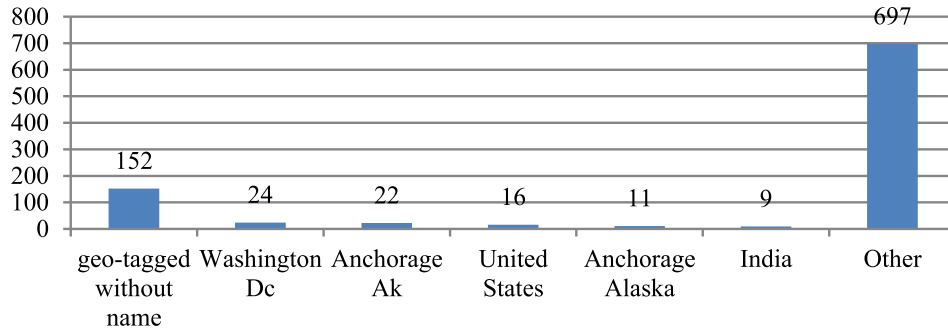 800
700
600
500
400
300
200
100
0
152
24
22
16
11
9
697
geo-tagged
without
name
Washington
Dc
Anchorage
Ak
United
States
Anchorage
Alaska
India
Other